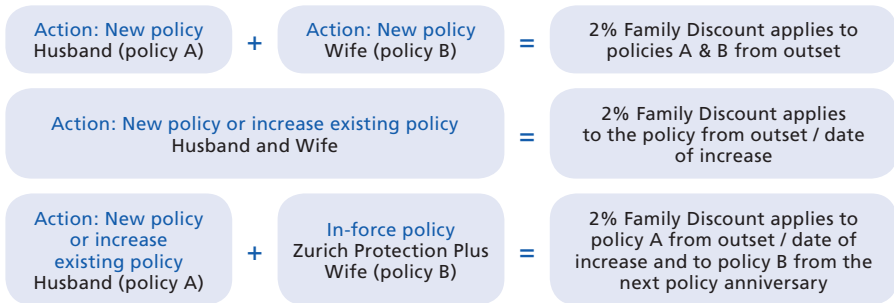 Action: New policy
Husband (policy A)
+
Action: New policy
Wife (policy B)
=
2% Family Discount applies to
policies A & B from outset
Action: New policy or increase existing policy
Husband and Wife
=
2% Family Discount applies
to the policy from outset / date
of increase
Action: New policy
or increase
existing policy
Husband (policy A)
+
In-force policy
Zurich Protection Plus
Wife (policy B)
=
2% Family Discount applies to
policy A from outset / date of
increase and to policy B from the
next policy anniversary